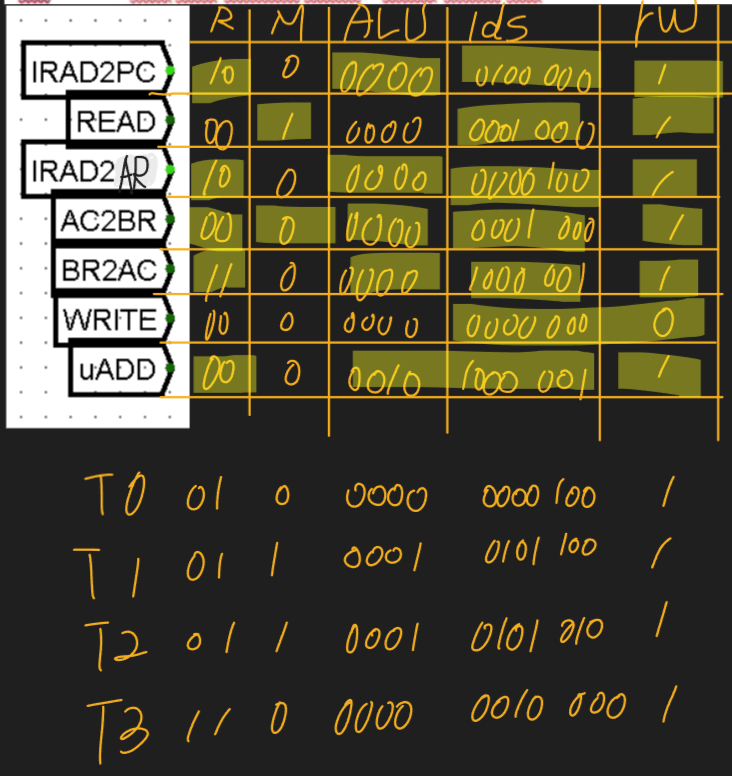 R M ALU lds rW
IRAD2PC 10 0 0000 0100 000 1
READ 00 1 0000 0001 000 1
IRAD2AR 10 0 0000 0000 100 1
AC2BR 00 0 0000 0001 000 1
BR2AC 11 0 0000 1000 001 1
WRITE 00 0 0000 0000 000 0
uADD 00 0 0010 1000 001 1
T0 01 0 0000 0000 100 1
T1 01 1 0001 0101 100 1
T2 01 1 0001 0101 010 1
T3 11 0 0000 0010 000 1